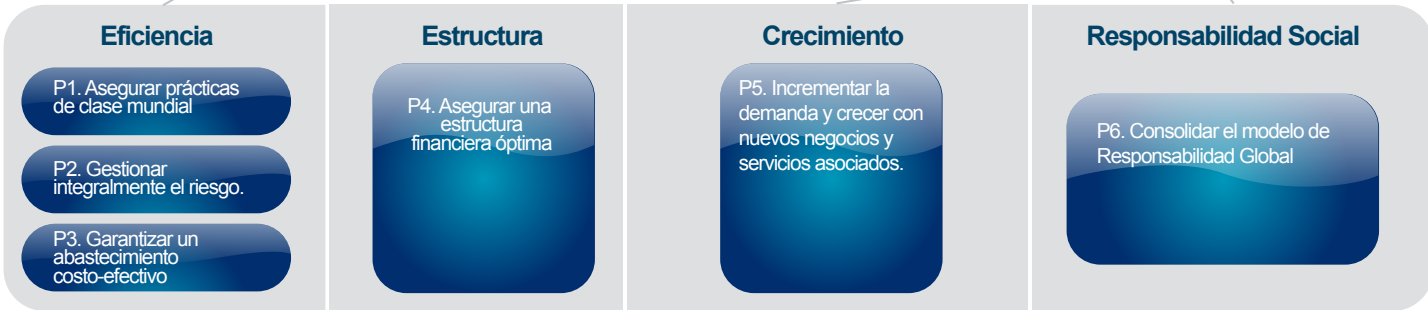 Eficiencia
P1. Asegurar prácticas
de clase mundial
P2. Gestionar
integralmente el riesgo.
P3. Garantizar un
abastecimiento
costo-efectivo
Estructura
P4. Asegurar una
estructura
financiera óptima
Crecimiento
P5. Incrementar la
demanda y crecer con
nuevos negocios y
servicios asociados.
Responsabilidad Social
P6. Consolidar el modelo de
Responsabilidad Global